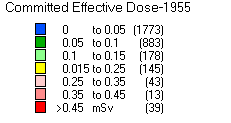 Committed Effective Dose-1955
0 to 0.05 (1773)
0.05 to 0.1 (883)
0.1 to 0.15 (178)
0.015 to 0.25 (145)
0.25 to 0.35 (43)
0.35 to 0.45 (13)
>0.45 mSv (39)